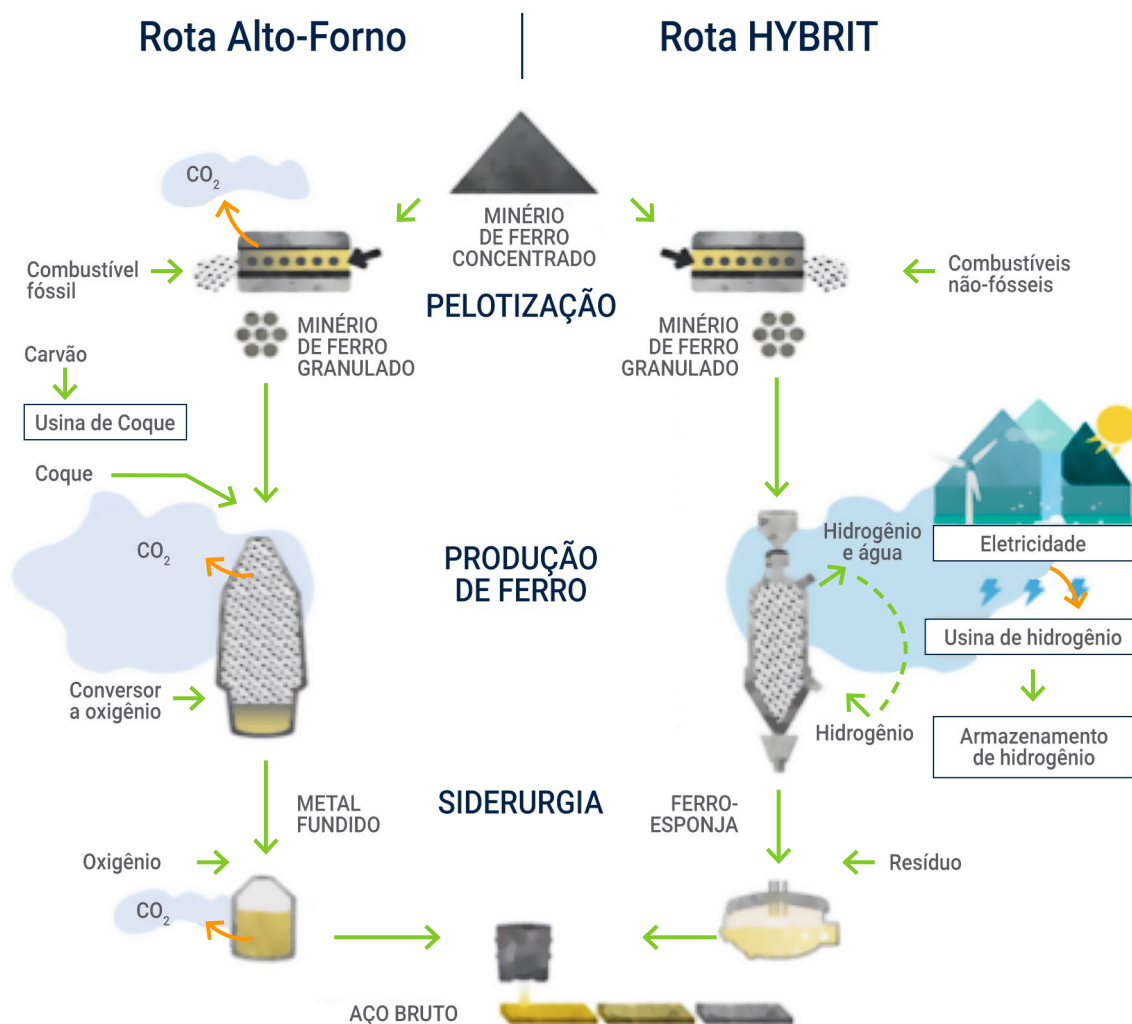 Rota Alto-Forno
Rota HYBRIT
CO2
MINÉRIO
DE FERRO
CONCENTRADO
Combustível
fóssil
Combustíveis
não-fósseis
PELOTIZAÇÃO
MINÉRIO
DE FERRO
GRANULADO
MINÉRIO
DE FERRO
GRANULADO
Carvão
Usina de Coque
Coque
CO2
PRODUÇÃO
DE FERRO
Hidrogênio
e água
Eletricidade
Usina de hidrogênio
Conversor
a oxigênio
Hidrogênio
Armazenamento
de hidrogênio
SIDERURGIA
METAL
FUNDIDO
FERRO-
ESPONJA
Oxigênio
Resíduo
CO2
AÇO BRUTO